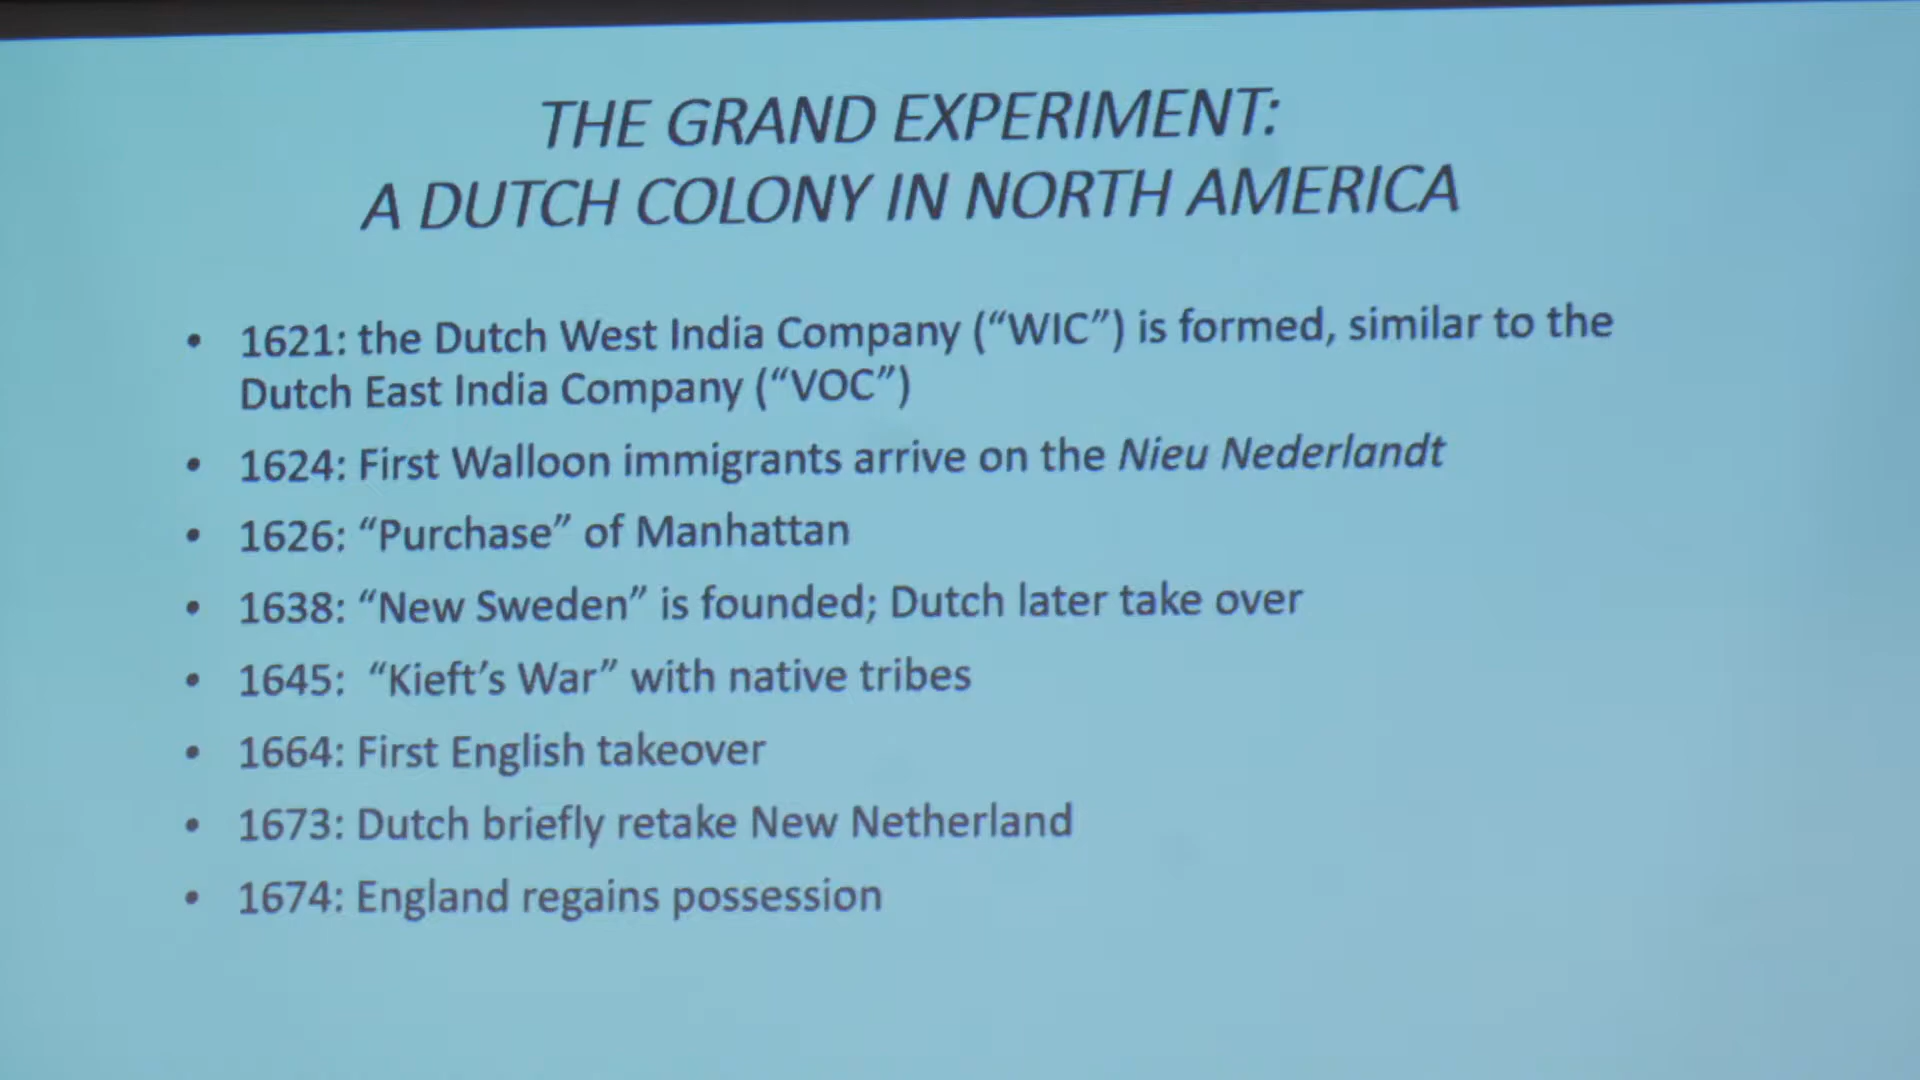 THE GRAND EXPERIMENT:
A DUTCH COLONY IN NORTH AMERICA
• 1621: the Dutch West India Company (“WIC”) is formed, similar to the
Dutch East India Company (“VOC”)
• 1624: First Walloon immigrants arrive on the Nieu Nederlandt
• 1626: “Purchase” of Manhattan
• 1638: “New Sweden” is founded; Dutch later take over
• 1645:  “Kieft’s War” with native tribes
• 1664: First English takeover
• 1673: Dutch briefly retake New Netherland
• 1674: England regains possession